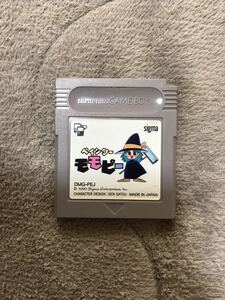 Nintendo GAME BOY
sigma
ペインター
モモピー
DMG-PEJ
© 1990 Sigma Enterprises, Inc.
CHARACTER DESIGN : GEN SATOU MADE IN JAPAN